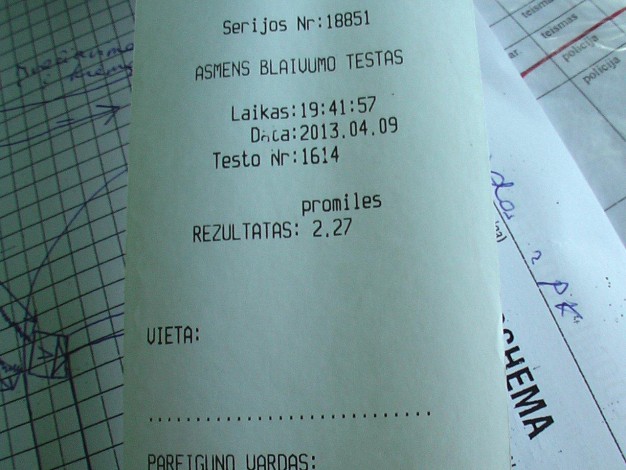 Serijos Nr:18851
ASMENS BLAIVUMO TESTAS
Laikas:19:41:57
Data:2013.04.09
Testo Nr:1614
promiles
REZULTATAS: 2.27
VIETA:
..............................
PAREIGUNO VARDAS:
teismas
teismas
policija
policija
ar.
SCHEMA